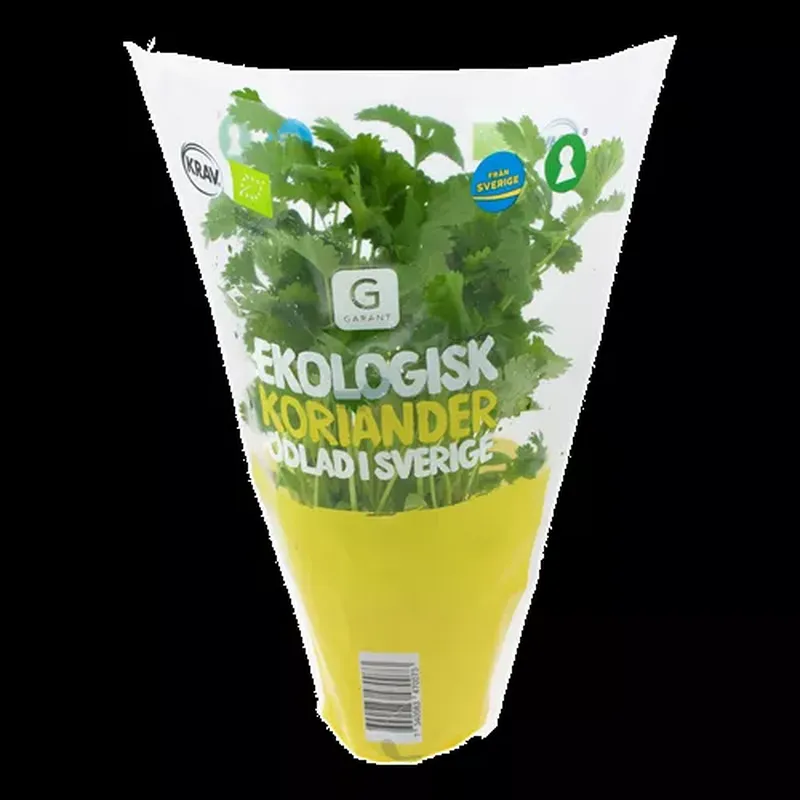 KRAV
FRÅN
SVERIGE
G
GARANT
EKOLOGISK
KORIANDER
ODLAD I SVERIGE